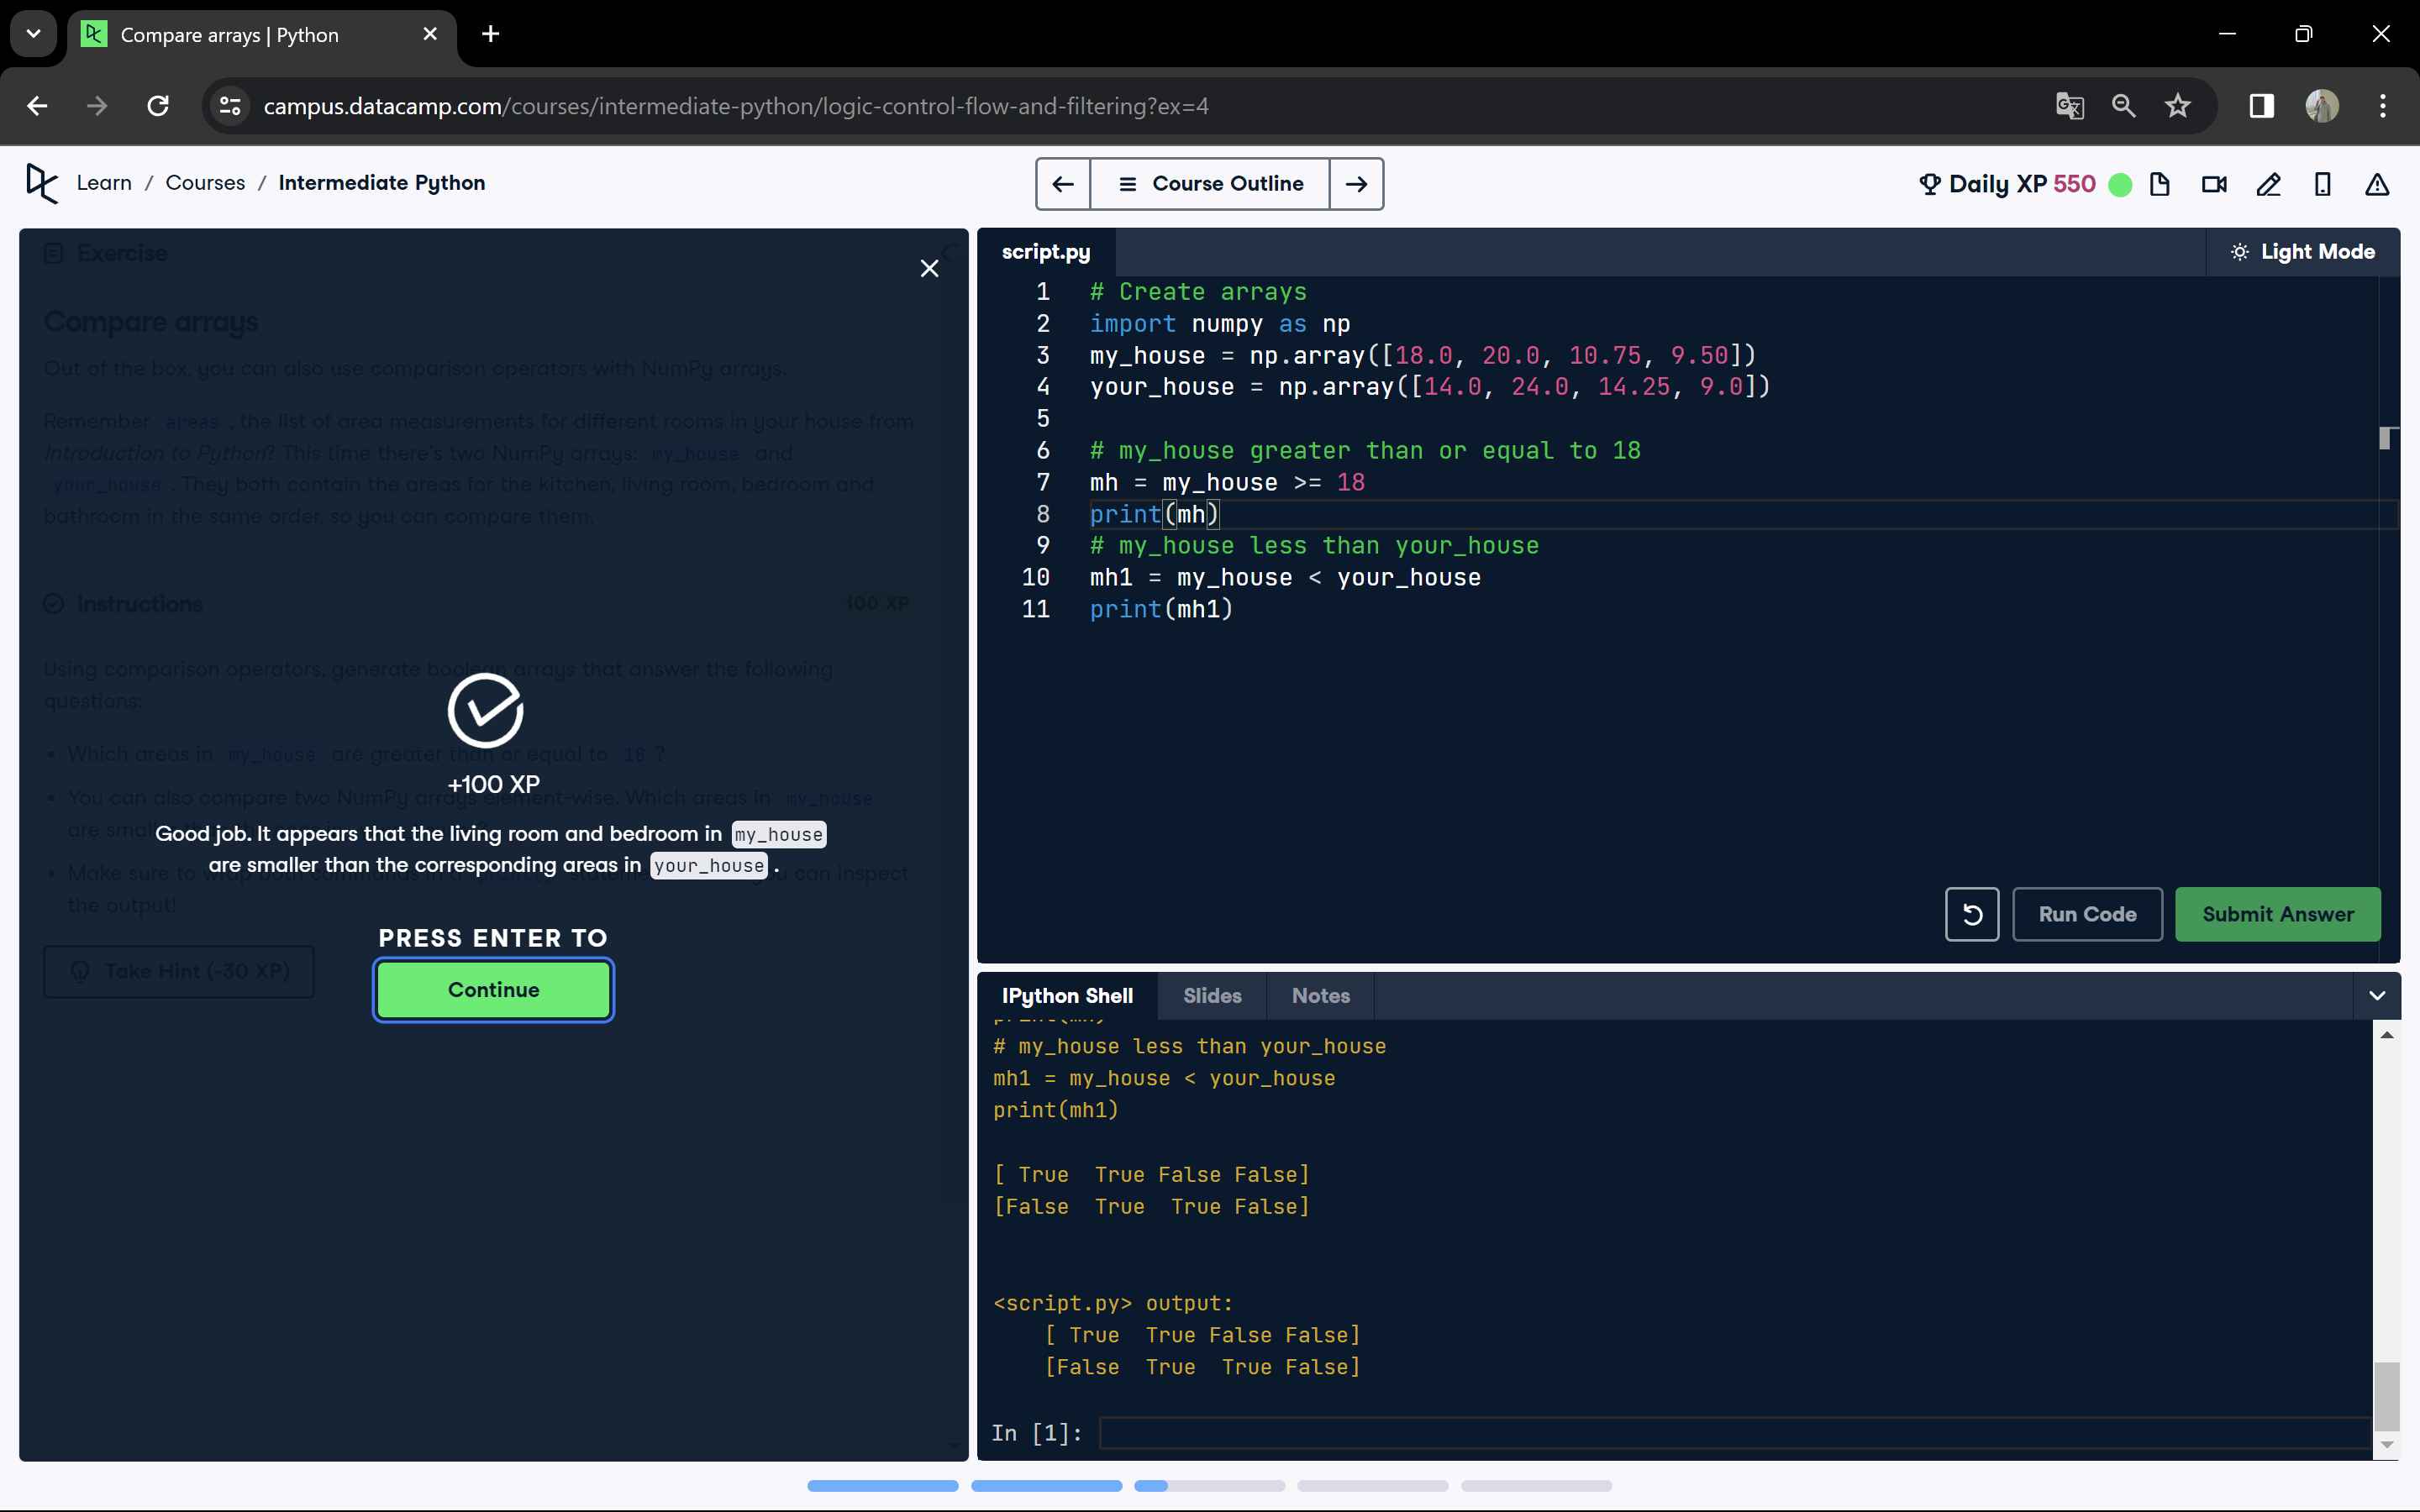 Compare arrays | Python
campus.datacamp.com/courses/intermediate-python/logic-control-flow-and-filtering?ex=4
Learn / Courses / Intermediate Python
Course Outline
Daily XP 550
Exercise
Compare arrays
Out of the box, you can also use comparison operators with NumPy arrays.
Remember areas , the list of area measurements for different rooms in your house from
Introduction to Python? This time there's two NumPy arrays: my_house and
your_house . They both contain the areas for the kitchen, living room, bedroom and
bathroom in the same order, so you can compare them.
Instructions
100 XP
Using comparison operators, generate boolean arrays that answer the following
questions:
• Which areas in my_house are greater than or equal to 18 ?
+100 XP
• You can also compare two NumPy arrays element-wise. Which areas in my_house
Good job. It appears that the living room and bedroom in my_house
are smaller than the corresponding areas in your_house .
• Make sure to wrap both commands in a can inspect
the output!
PRESS ENTER TO
Take Hint (-30 XP)
Continue
script.py
Light Mode
1 # Create arrays
2 import numpy as np
3 my_house = np.array([18.0, 20.0, 10.75, 9.50])
4 your_house = np.array([14.0, 24.0, 14.25, 9.0])
5
6 # my_house greater than or equal to 18
7 mh = my_house >= 18
8 print(mh)
9 # my_house less than your_house
10 mh1 = my_house < your_house
11 print(mh1)
Run Code
Submit Answer
IPython Shell
Slides
Notes
print(mh)
# my_house less than your_house
mh1 = my_house < your_house
print(mh1)
[ True  True False False]
[False  True  True False]
<script.py> output:
[ True  True False False]
[False  True  True False]
In [1]: